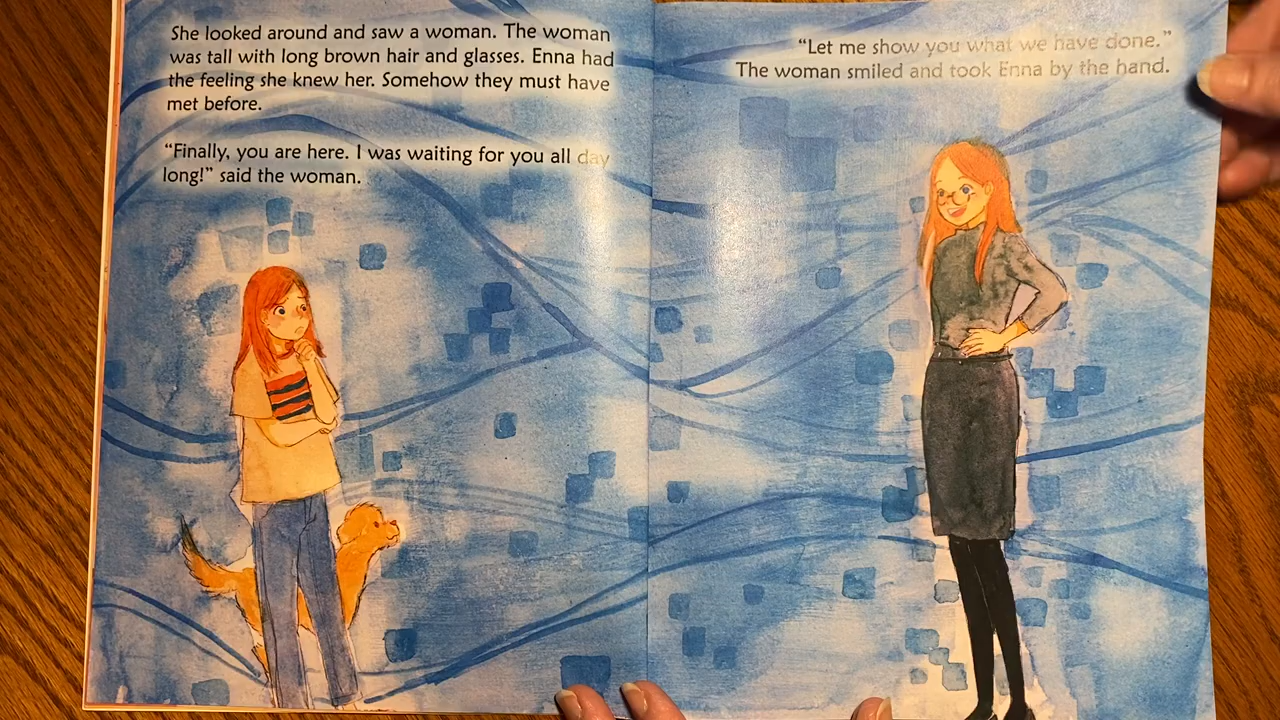 She looked around and saw a woman. The woman
was tall with long brown hair and glasses. Enna had
the feeling she knew her. Somehow they must have
met before.
“Finally, you are here. I was waiting for you all day
long!” said the woman.
“Let me show you what we have done.”
The woman smiled and took Enna by the hand.